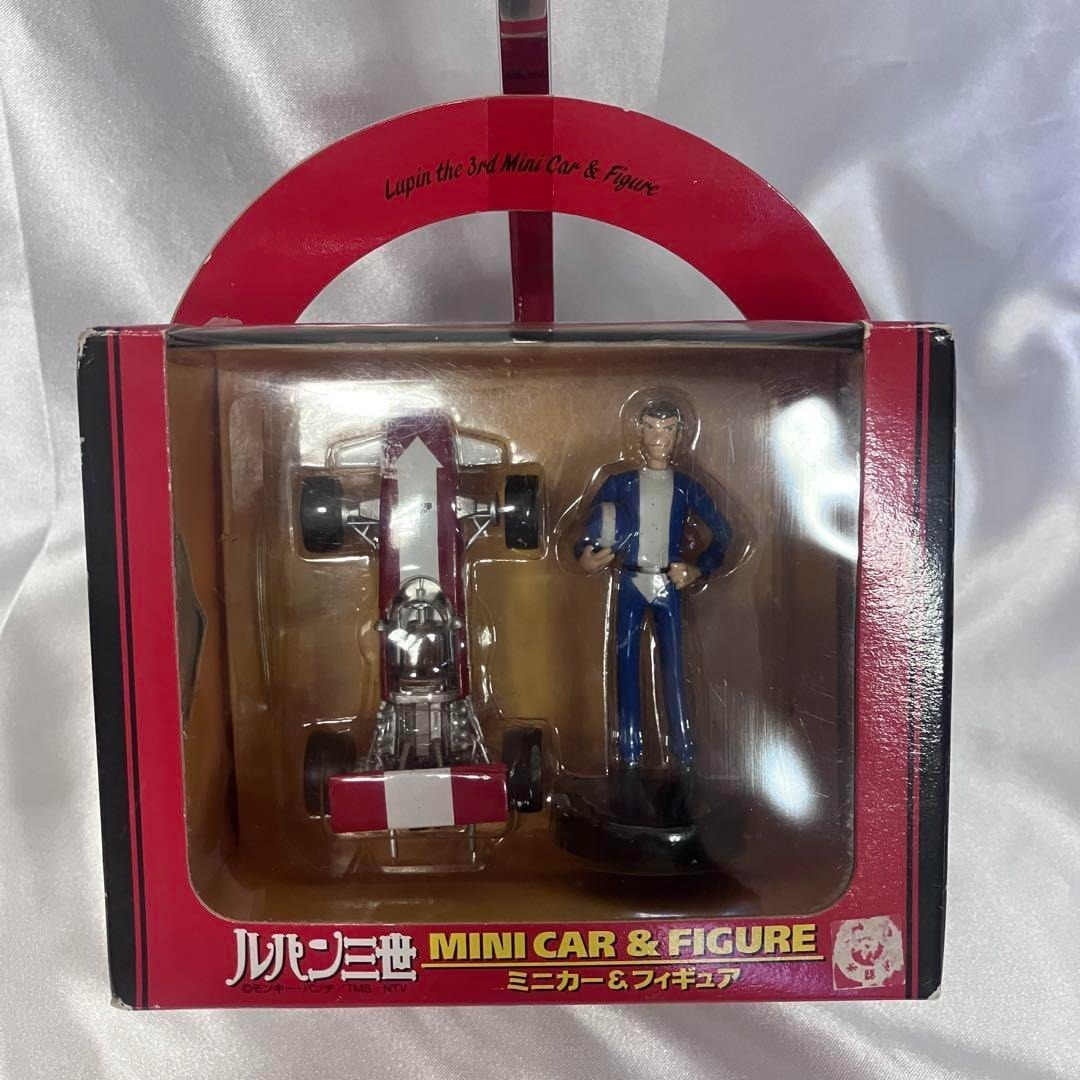 Lupin the 3rd Mini Car & Figure
ルパン三世 MINI CAR & FIGURE
©モンキー・パンチ/TMS・NTV ミニカー&フィギュア